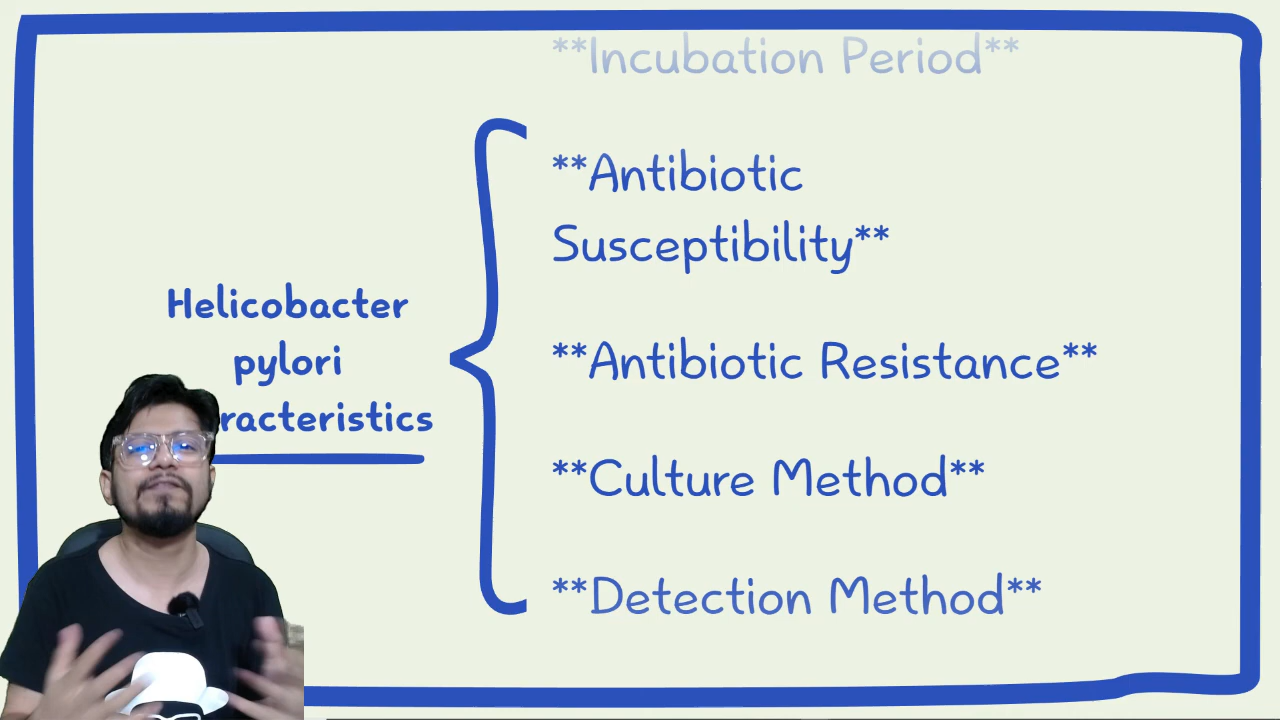 **Incubation Period**
**Antibiotic
Susceptibility**
Helicobacter
pylori
racteristics
**Antibiotic Resistance**
**Culture Method**
**Detection Method**